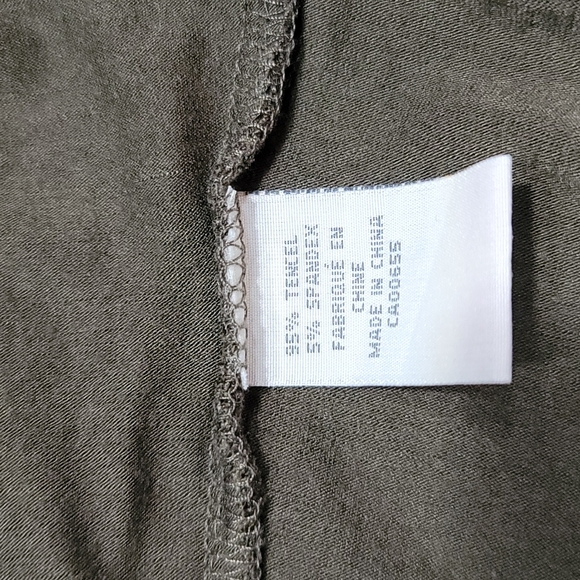 95% TENCEL
5% SPANDEX
FABRIQUÉ EN
CHINE
MADE IN CHINA
CA00655